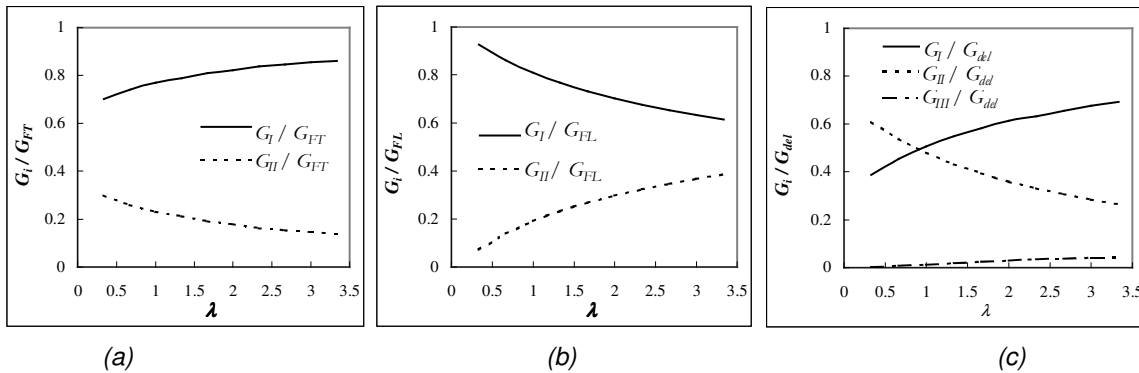 1
0.8
0.6
0.4
0.2
0
G_i / G_FT
G_I / G_FT
G_II / G_FT
0 0.5 1 1.5 2 2.5 3 3.5
λ
(a)
1
0.8
0.6
0.4
0.2
0
G_i / G_FL
G_I / G_FL
G_II / G_FL
0 0.5 1 1.5 2 2.5 3 3.5
λ
(b)
1
0.8
0.6
0.4
0.2
0
G_i / G_del
G_I / G_del
G_II / G_del
G_III / G_del
0 0.5 1 1.5 2 2.5 3 3.5
λ
(c)